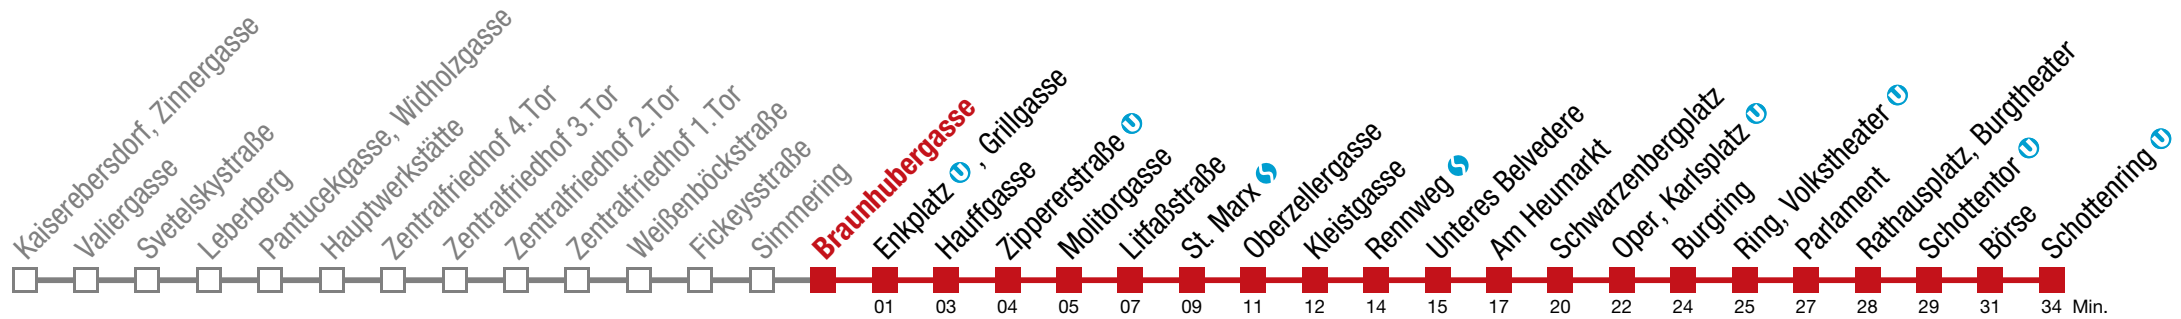 Kaiserebersdorf, Zinnergasse
Valiergasse
Svetelskystraße
Leberberg
Pantucekgasse, Widholzgasse
Hauptwerkstätte
Zentralfriedhof 4.Tor
Zentralfriedhof 3.Tor
Zentralfriedhof 2.Tor
Zentralfriedhof 1.Tor
Weißenböckstraße
Fickeysstraße
Simmering
Braunhubergasse
Enkplatz U , Grillgasse
Hauffgasse
Zippererstraße U
Molitorgasse
Litfaßstraße
St. Marx S
Oberzellergasse
Kleistgasse
Rennweg S
Unteres Belvedere
Am Heumarkt
Schwarzenbergplatz
Oper, Karlsplatz U
Burgring
Ring, Volkstheater U
Parlament
Rathausplatz, Burgtheater
Schottentor U
Börse
Schottenring U
01 03 04 05 07 09 11 12 14 15 17 20 22 24 25 27 28 29 31 34 Min.